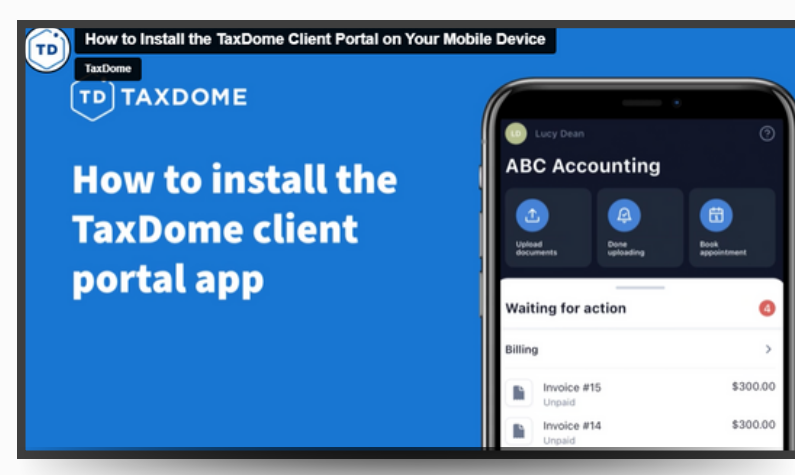 How to Install the TaxDome Client Portal on Your Mobile Device
TD
TaxDome
TD TAXDOME
How to install the
TaxDome client
portal app
LD Lucy Dean ?
ABC Accounting
Upload
documents
Done
uploading
Book
appointment
Waiting for action 4
Billing
Invoice #15 $300.00
Unpaid
Invoice #14 $300.00
Unpaid